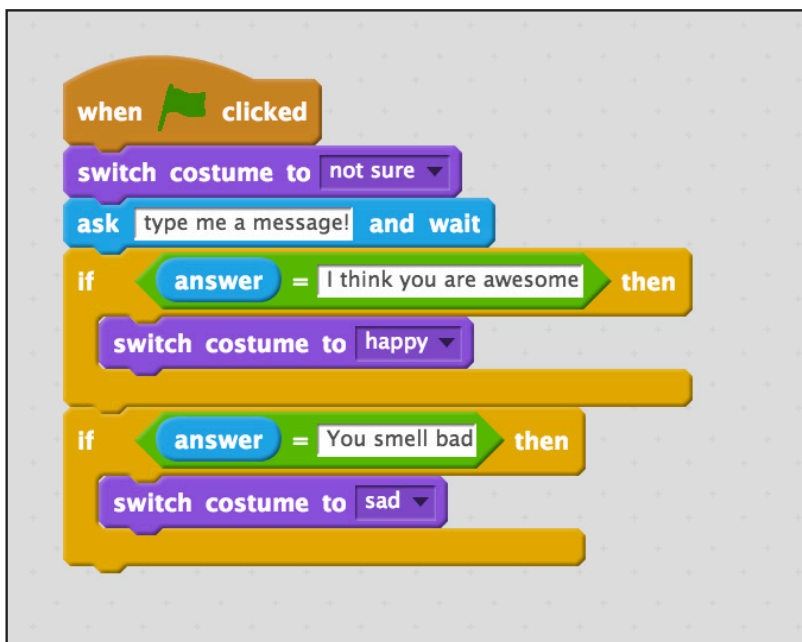 when clicked
switch costume to not sure
ask type me a message! and wait
if answer = I think you are awesome then
switch costume to happy
if answer = You smell bad then
switch costume to sad